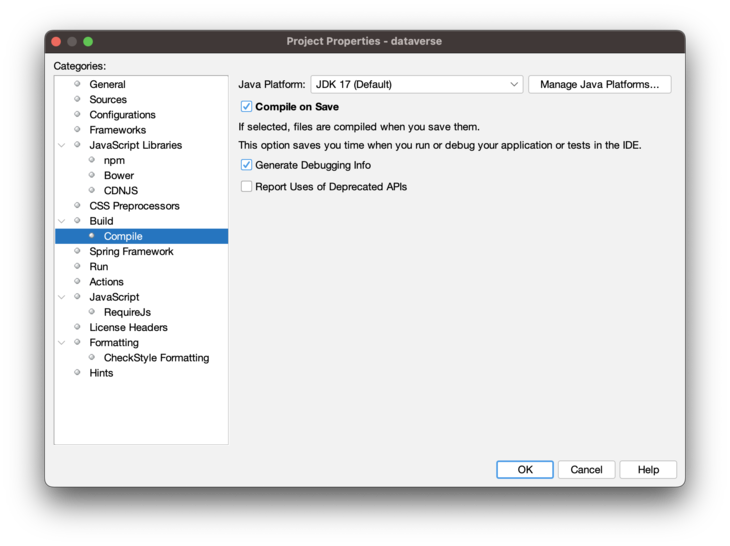 Project Properties - dataverse
Categories:
General
Sources
Configurations
Frameworks
JavaScript Libraries
npm
Bower
CDNJS
CSS Preprocessors
Build
Compile
Spring Framework
Run
Actions
JavaScript
RequireJs
License Headers
Formatting
CheckStyle Formatting
Hints
Java Platform: JDK 17 (Default) Manage Java Platforms...
Compile on Save
If selected, files are compiled when you save them.
This option saves you time when you run or debug your application or tests in the IDE.
Generate Debugging Info
Report Uses of Deprecated APIs
OK Cancel Help